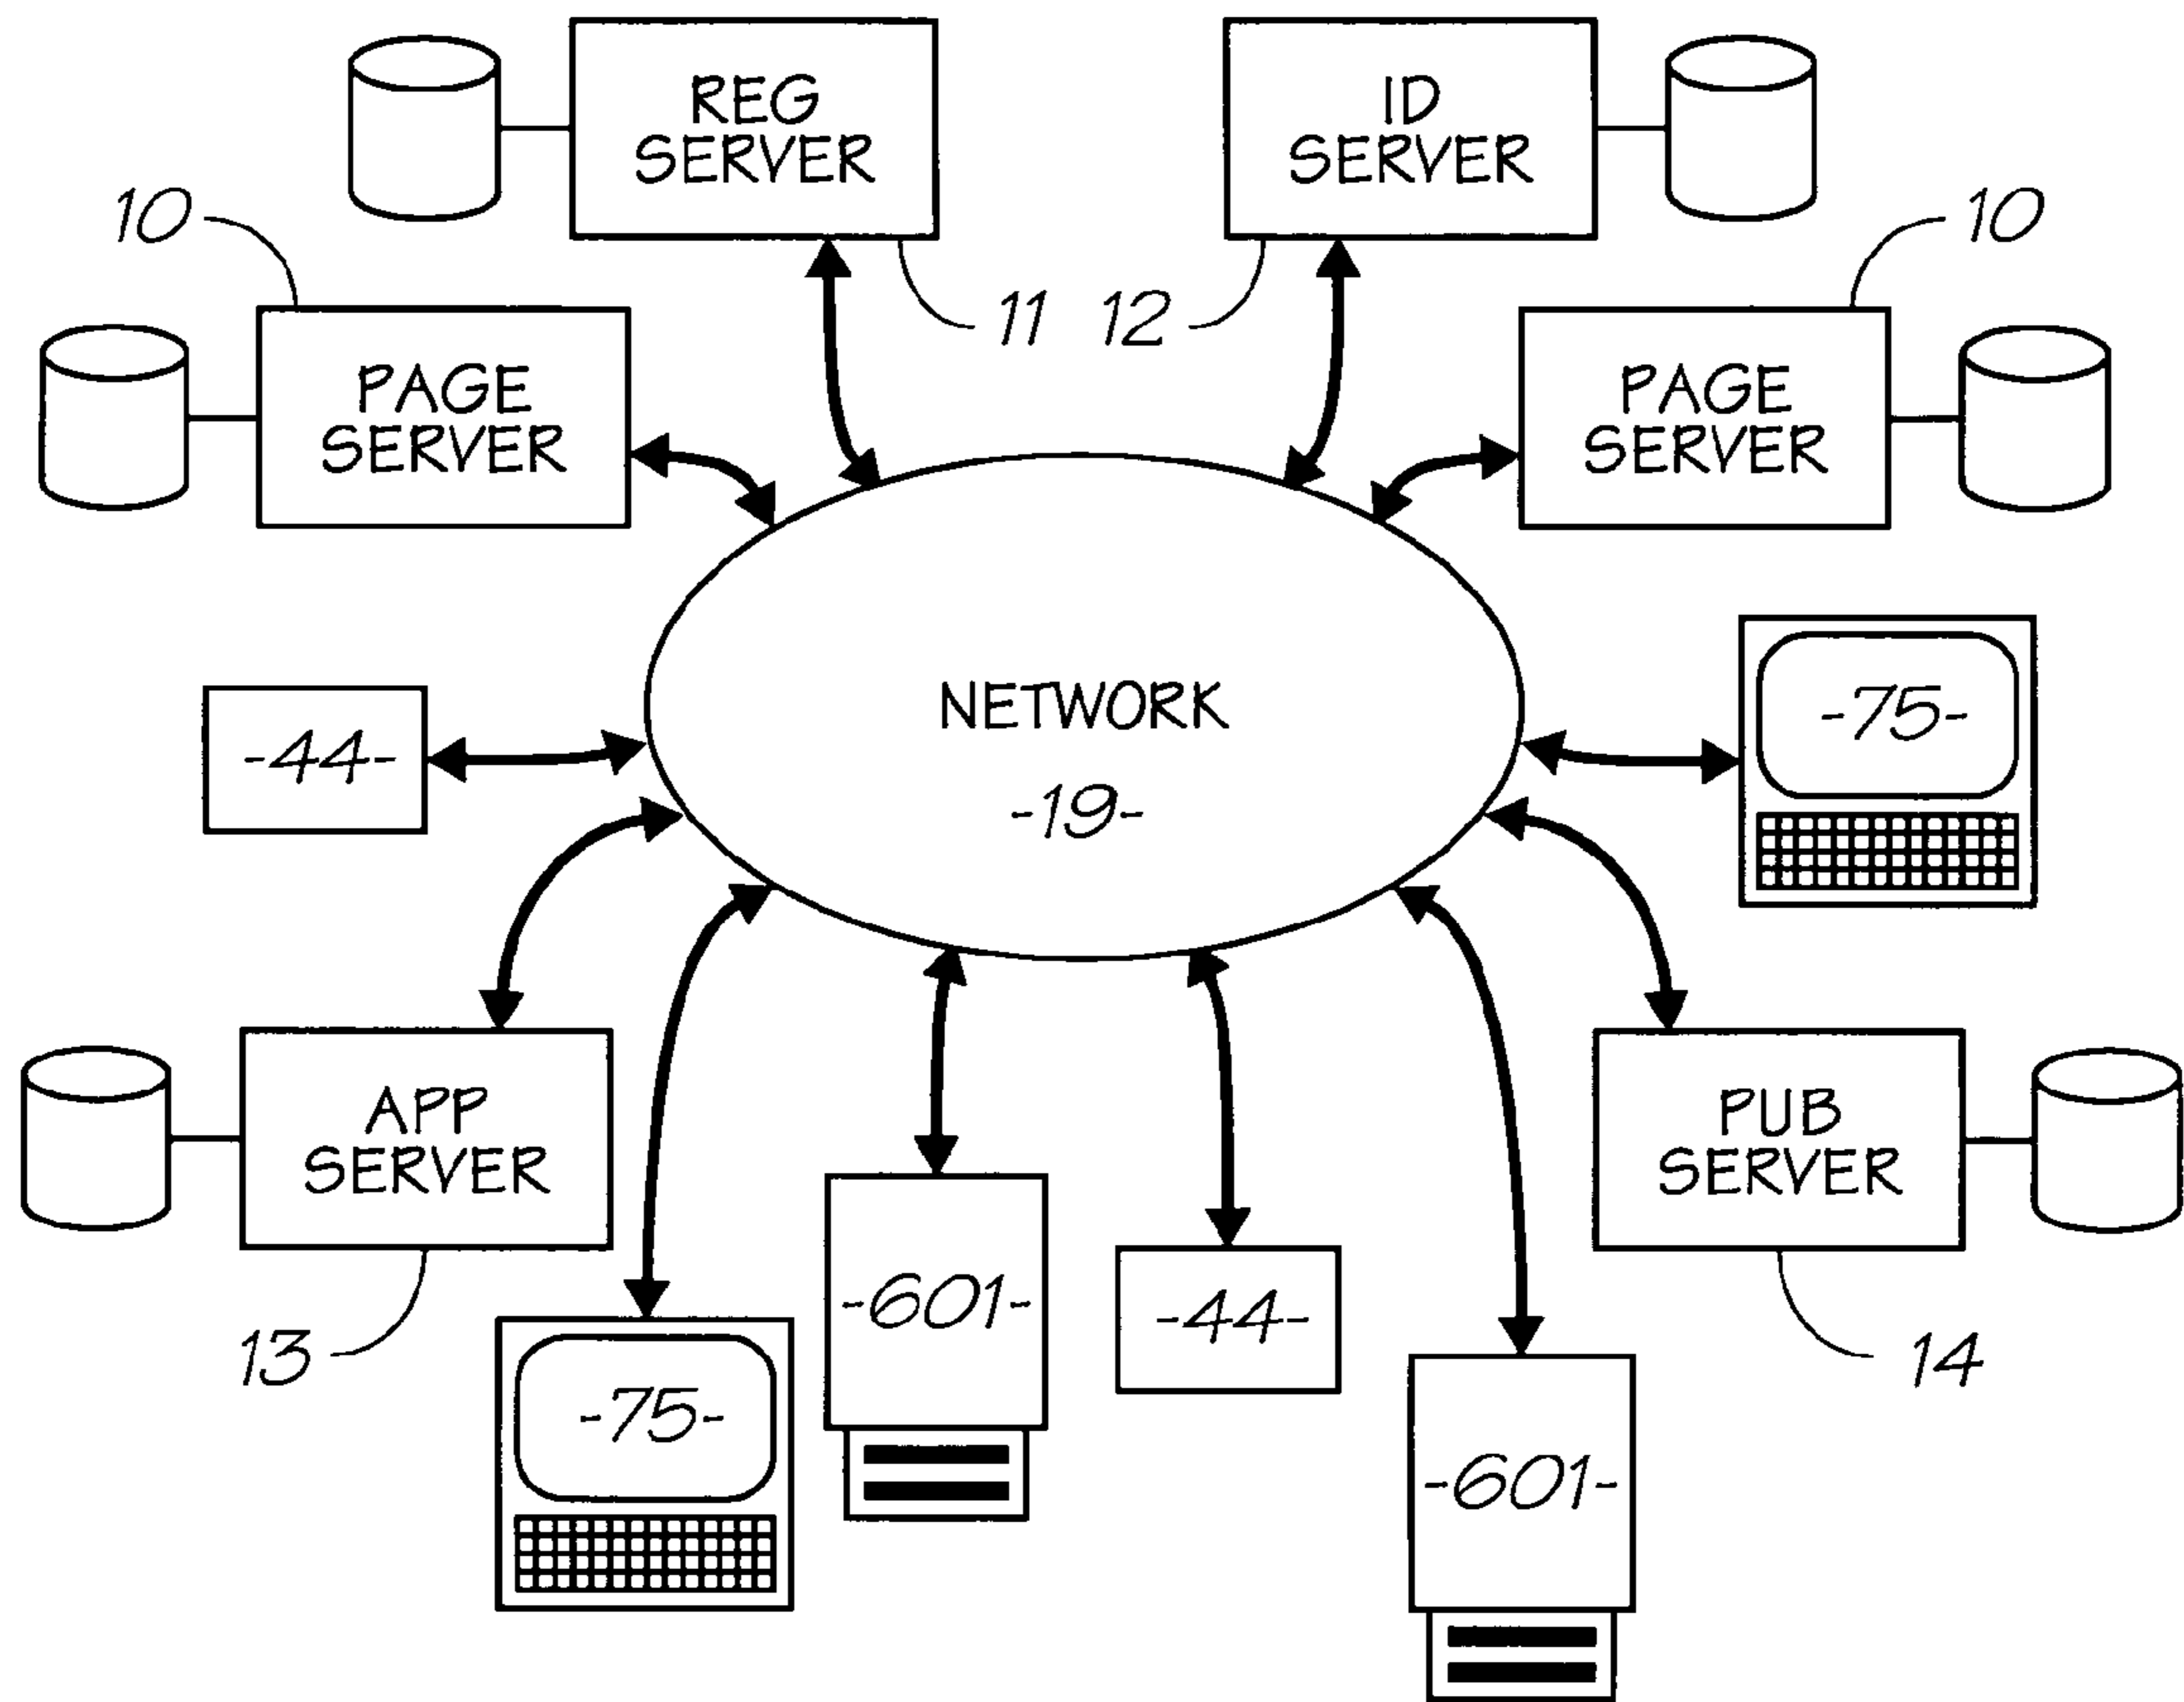 REG
SERVER
ID
SERVER
10
10
11
12
PAGE
SERVER
PAGE
SERVER
NETWORK
-19-
-44-
-75-
APP
SERVER
PUB
SERVER
-601-
-44-
13
14
-75-
-601-